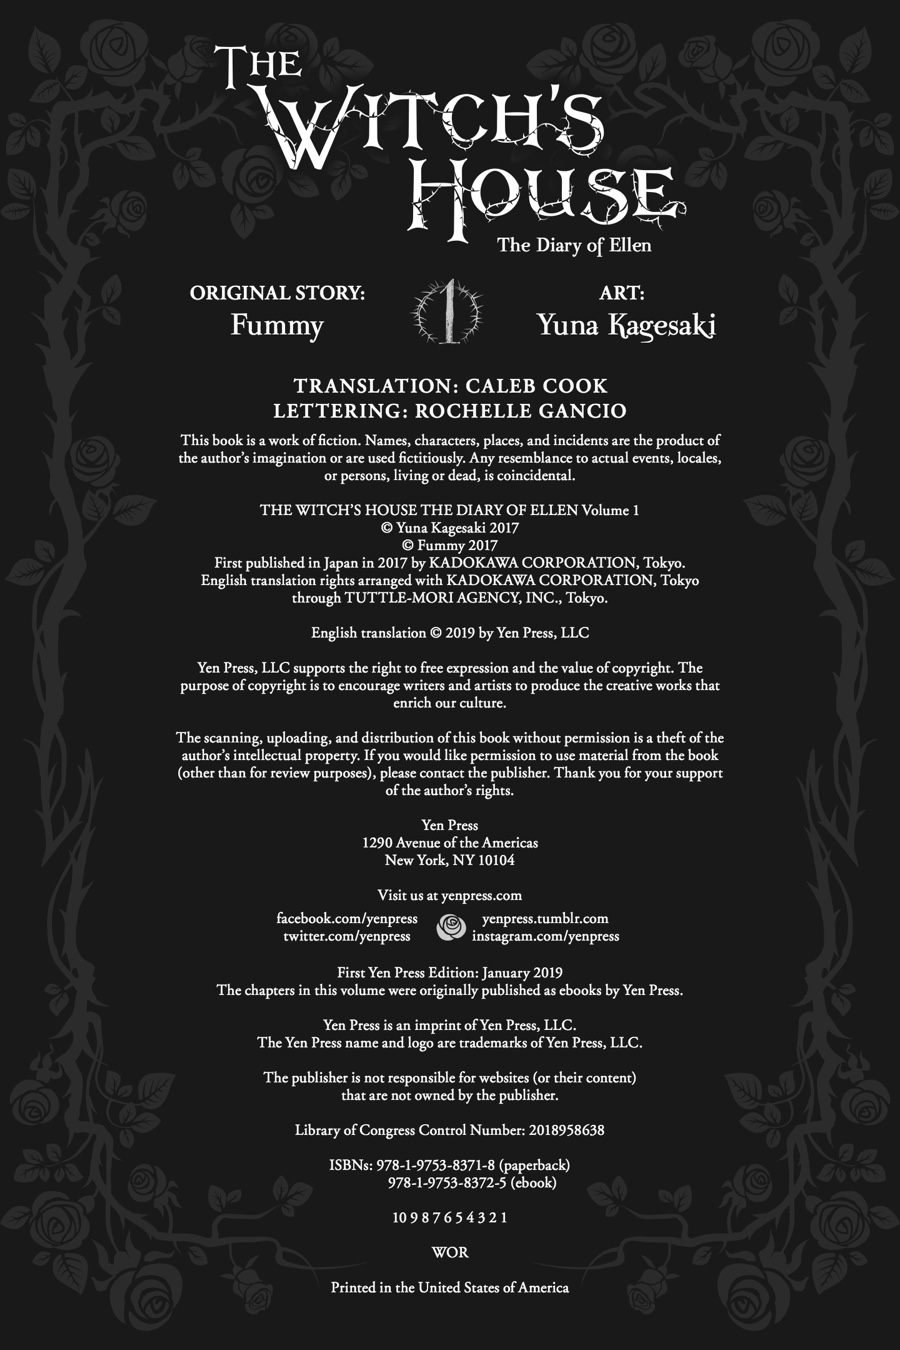 THE
WITCH'S
HOUSE
The Diary of Ellen
ORIGINAL STORY:
Fummy
1
ART:
Yuna Kagesaki
TRANSLATION: CALEB COOK
LETTERING: ROCHELLE GANCIO
This book is a work of fiction. Names, characters, places, and incidents are the product of
the author’s imagination or are used fictitiously. Any resemblance to actual events, locales,
or persons, living or dead, is coincidental.
THE WITCH’S HOUSE THE DIARY OF ELLEN Volume 1
© Yuna Kagesaki 2017
© Fummy 2017
First published in Japan in 2017 by KADOKAWA CORPORATION, Tokyo.
English translation rights arranged with KADOKAWA CORPORATION, Tokyo
through TUTTLE-MORI AGENCY, INC., Tokyo.
English translation © 2019 by Yen Press, LLC
Yen Press, LLC supports the right to free expression and the value of copyright. The
purpose of copyright is to encourage writers and artists to produce the creative works that
enrich our culture.
The scanning, uploading, and distribution of this book without permission is a theft of the
author’s intellectual property. If you would like permission to use material from the book
(other than for review purposes), please contact the publisher. Thank you for your support
of the author’s rights.
Yen Press
1290 Avenue of the Americas
New York, NY 10104
Visit us at yenpress.com
facebook.com/yenpress
twitter.com/yenpress
yenpress.tumblr.com
instagram.com/yenpress
First Yen Press Edition: January 2019
The chapters in this volume were originally published as ebooks by Yen Press.
Yen Press is an imprint of Yen Press, LLC.
The Yen Press name and logo are trademarks of Yen Press, LLC.
The publisher is not responsible for websites (or their content)
that are not owned by the publisher.
Library of Congress Control Number: 2018958638
ISBNs: 978-1-9753-8371-8 (paperback)
978-1-9753-8372-5 (ebook)
10 9 8 7 6 5 4 3 2 1
WOR
Printed in the United States of America